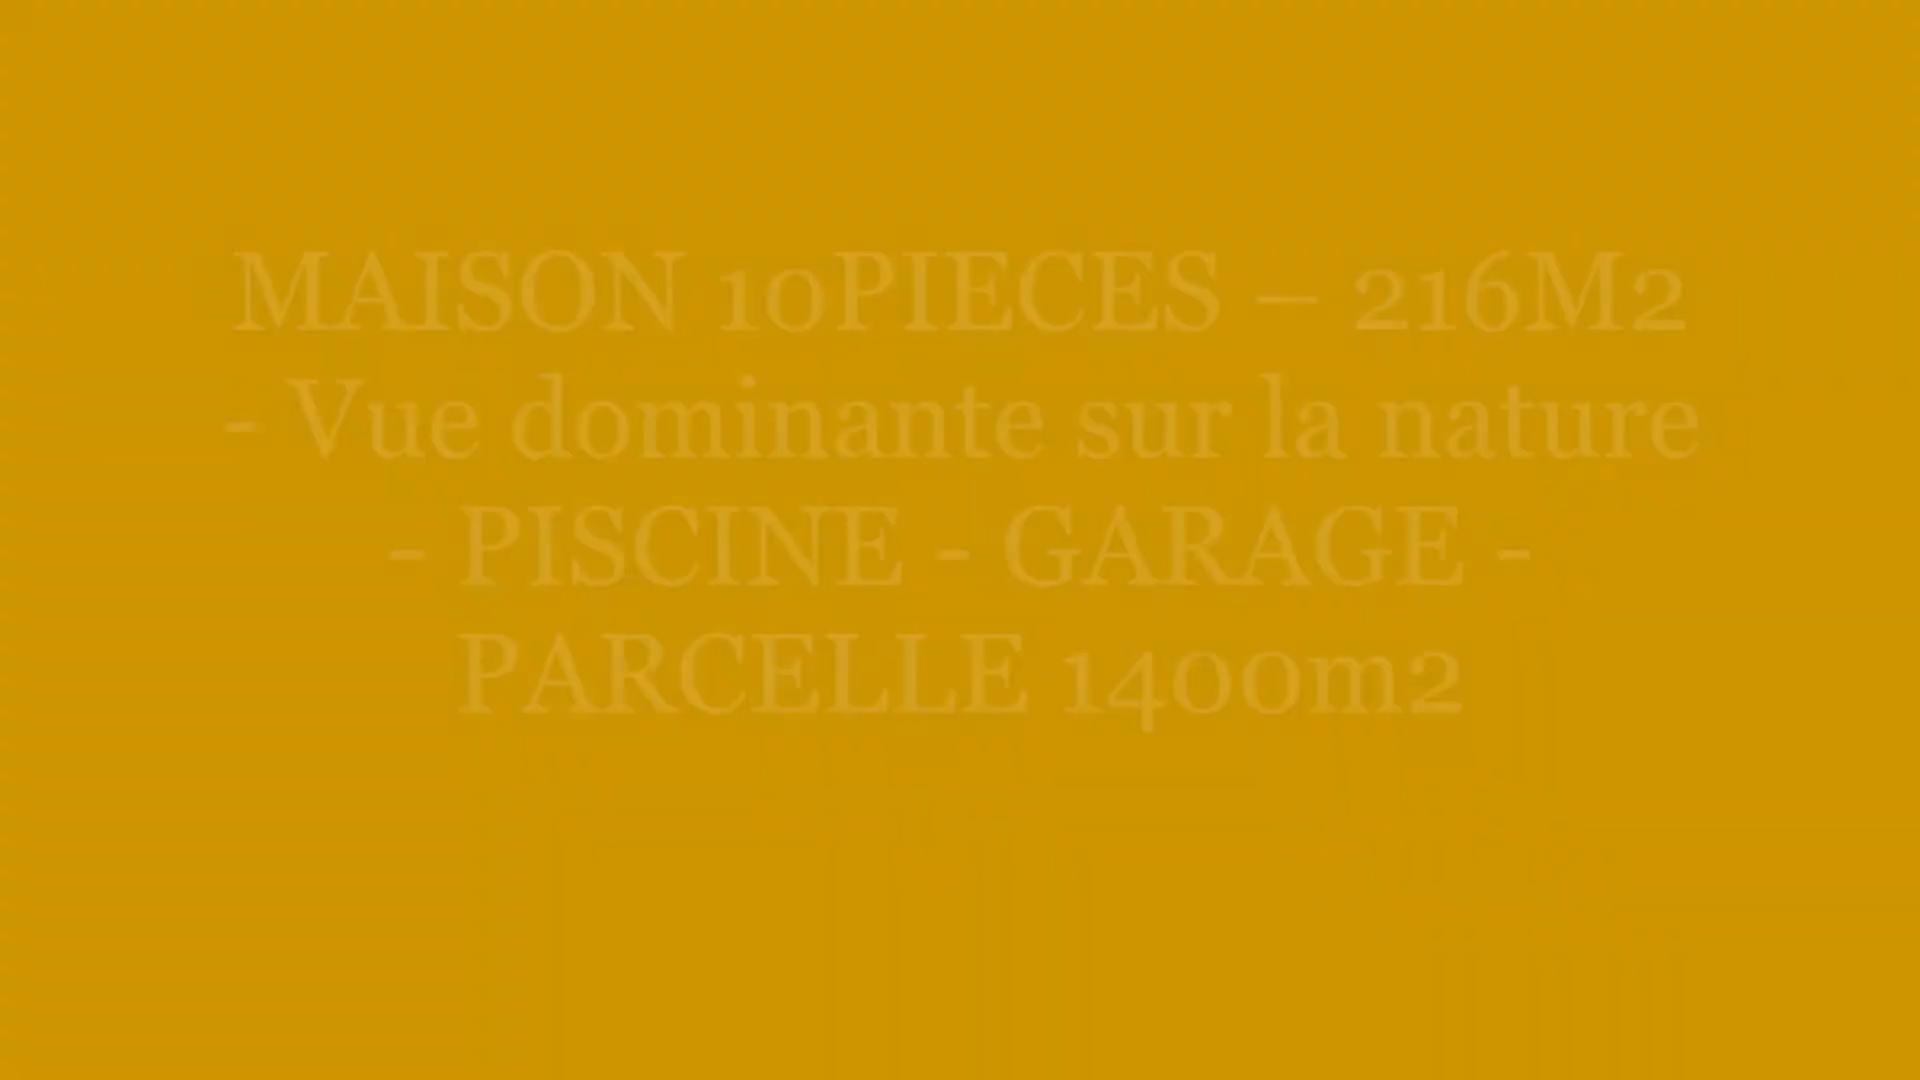 MAISON 10PIECES – 216M2
- Vue dominante sur la nature
- PISCINE - GARAGE -
PARCELLE 1400m2